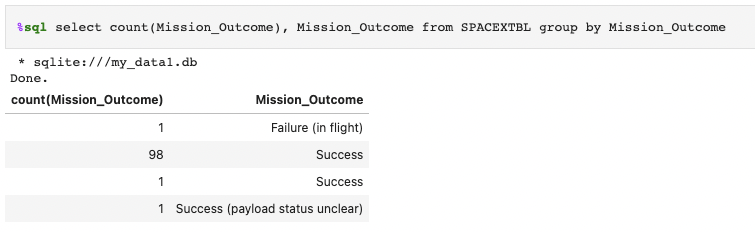 %sql select count(Mission_Outcome), Mission_Outcome from SPACEXTBL group by Mission_Outcome
* sqlite:///my_data1.db
Done.
count(Mission_Outcome) Mission_Outcome
1 Failure (in flight)
98 Success
1 Success
1 Success (payload status unclear)